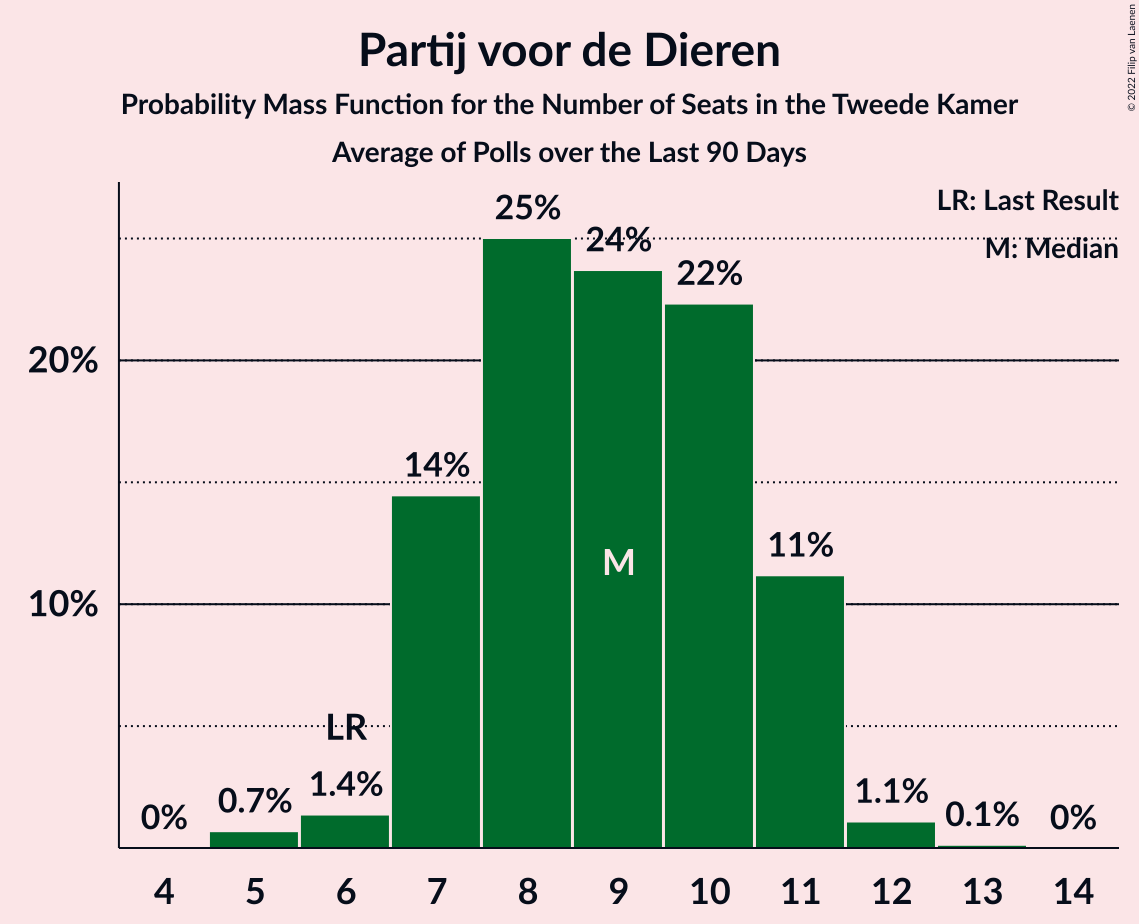 Partij voor de Dieren
Probability Mass Function for the Number of Seats in the Tweede Kamer
Average of Polls over the Last 90 Days
© 2022 Filip van Laenen
LR: Last Result
M: Median
25%
24%
22%
20%
14%
11%
10%
M
LR
0%
0.7%
1.4%
1.1%
0.1%
0%
4 5 6 7 8 9 10 11 12 13 14